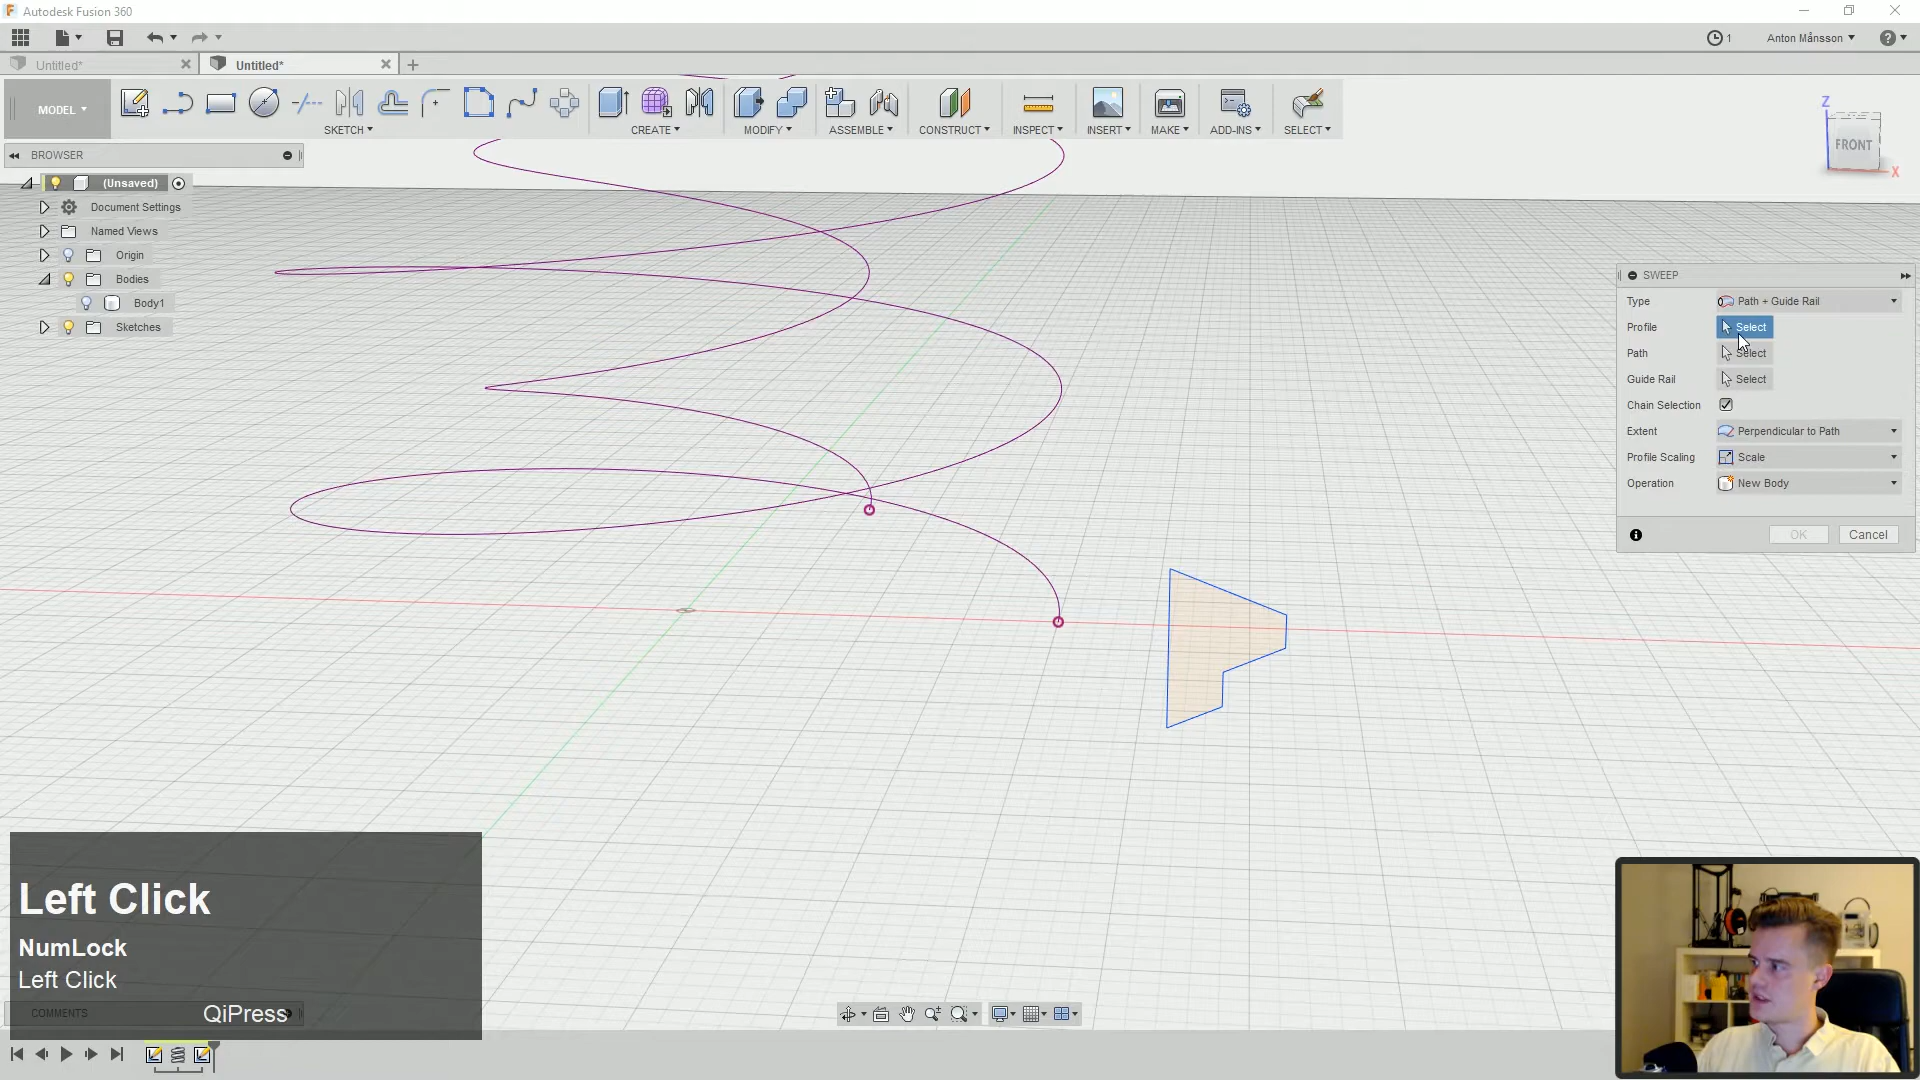 Autodesk Fusion 360
1
Anton Månsson
Untitled*
Untitled*
MODEL
SKETCH
CREATE
MODIFY
ASSEMBLE
CONSTRUCT
INSPECT
INSERT
MAKE
ADD-INS
SELECT
Z
FRONT
X
BROWSER
(Unsaved)
Document Settings
Named Views
Origin
Bodies
Body1
Sketches
SWEEP
Type
Path + Guide Rail
Profile
Select
Path
Select
Guide Rail
Select
Chain Selection
Extent
Perpendicular to Path
Profile Scaling
Scale
Operation
New Body
OK
Cancel
Left Click
NumLock
Left Click
COMMENTS
QiPress